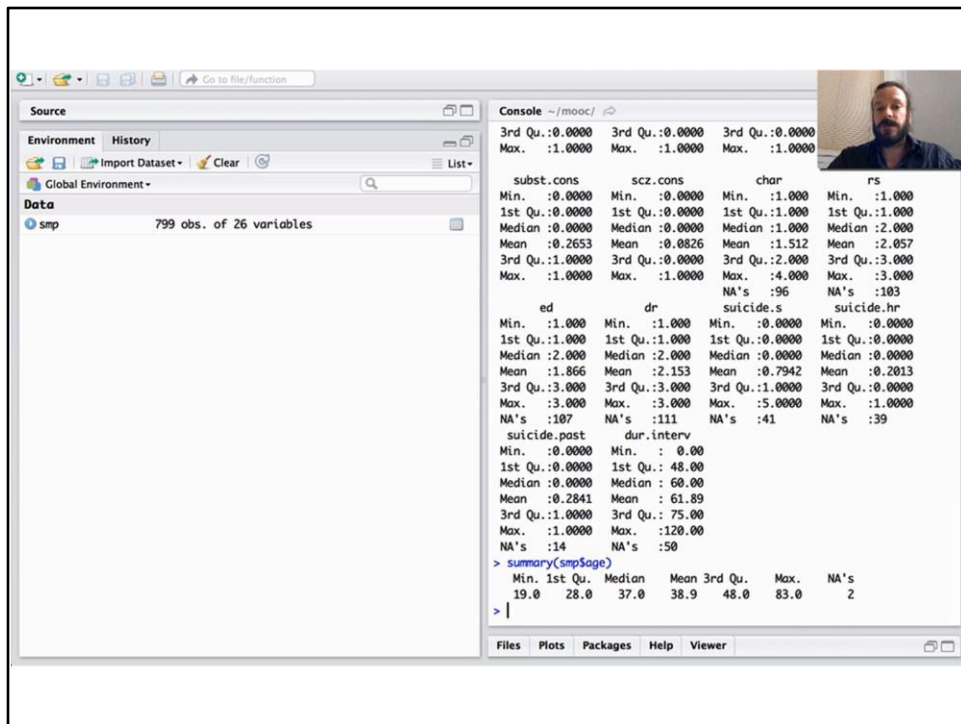 Go to file/function
Source
Environment History
Import Dataset Clear List
Global Environment
Data
smp 799 obs. of 26 variables
Console ~/mooc/
3rd Qu.:0.0000 3rd Qu.:0.0000 3rd Qu.:0.0000
Max. :1.0000 Max. :1.0000 Max. :1.0000
subst.cons scz.cons char rs
Min. :0.0000 Min. :0.0000 Min. :1.000 Min. :1.000
1st Qu.:0.0000 1st Qu.:0.0000 1st Qu.:1.000 1st Qu.:1.000
Median :0.0000 Median :0.0000 Median :1.000 Median :2.000
Mean :0.2653 Mean :0.0826 Mean :1.512 Mean :2.057
3rd Qu.:1.0000 3rd Qu.:0.0000 3rd Qu.:2.000 3rd Qu.:3.000
Max. :1.0000 Max. :1.0000 Max. :4.000 Max. :3.000
NA's :96 NA's :103
ed dr suicide.s suicide.hr
Min. :1.000 Min. :1.000 Min. :0.0000 Min. :0.0000
1st Qu.:1.000 1st Qu.:1.000 1st Qu.:0.0000 1st Qu.:0.0000
Median :2.000 Median :2.000 Median :0.0000 Median :0.0000
Mean :1.866 Mean :2.153 Mean :0.7942 Mean :0.2013
3rd Qu.:3.000 3rd Qu.:3.000 3rd Qu.:1.0000 3rd Qu.:0.0000
Max. :3.000 Max. :3.000 Max. :5.0000 Max. :1.0000
NA's :107 NA's :111 NA's :41 NA's :39
suicide.past dur.interv
Min. :0.0000 Min. : 0.00
1st Qu.:0.0000 1st Qu.: 48.00
Median :0.0000 Median : 60.00
Mean :0.2841 Mean : 61.89
3rd Qu.:1.0000 3rd Qu.: 75.00
Max. :1.0000 Max. :120.00
NA's :14 NA's :50
> summary(smp$age)
Min. 1st Qu. Median Mean 3rd Qu. Max. NA's
19.0 28.0 37.0 38.9 48.0 83.0 2
>
Files Plots Packages Help Viewer